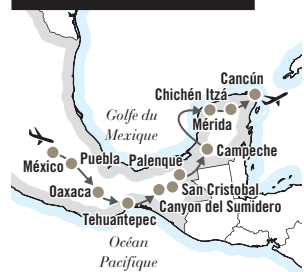 Cancún
Chichén Itzá
Golfe du
Mexique
Mérida
Campeche
México
Puebla
Palenque
Oaxaca
San Cristobal
Canyon del Sumidero
Tehuantepec
Océan
Pacifique